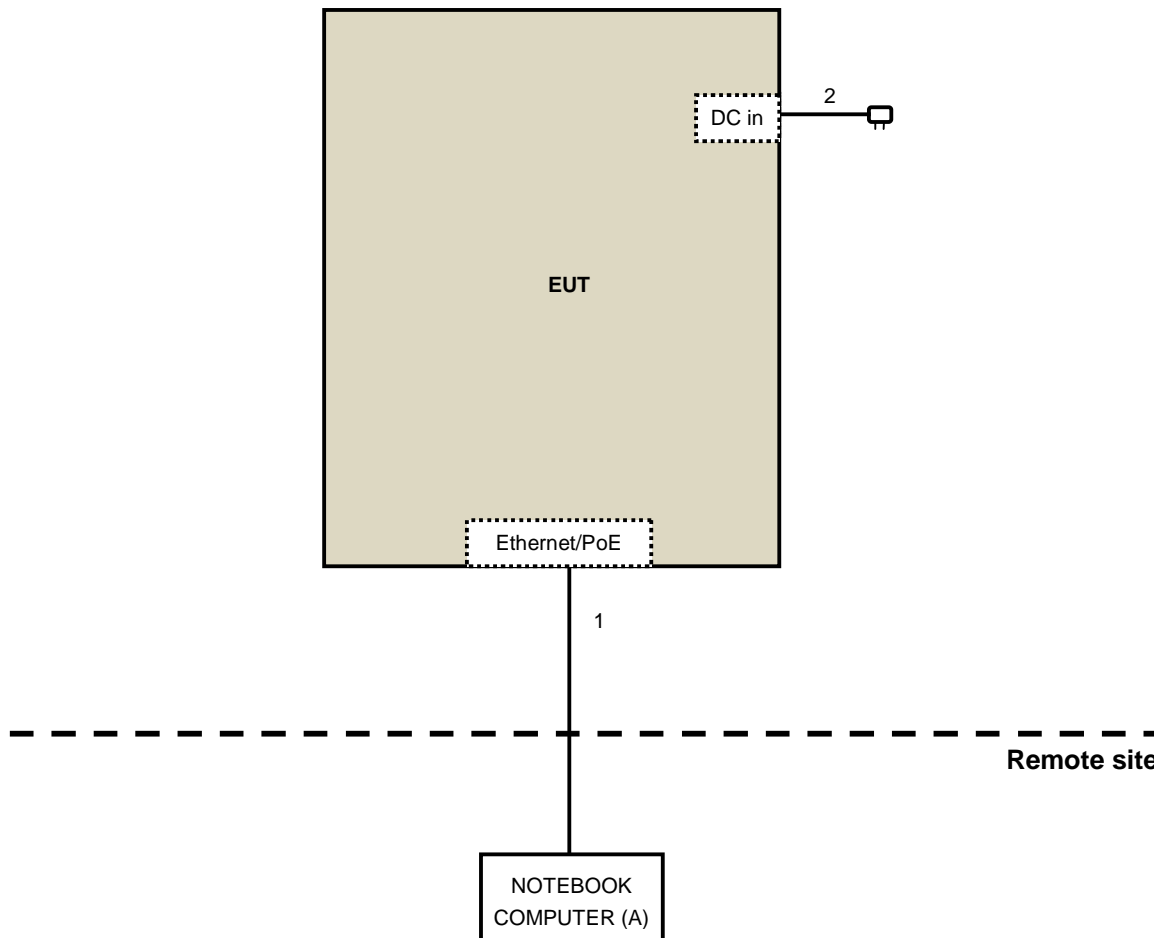 2
DC in
EUT
Ethernet/PoE
1
Remote site
NOTEBOOK
COMPUTER (A)